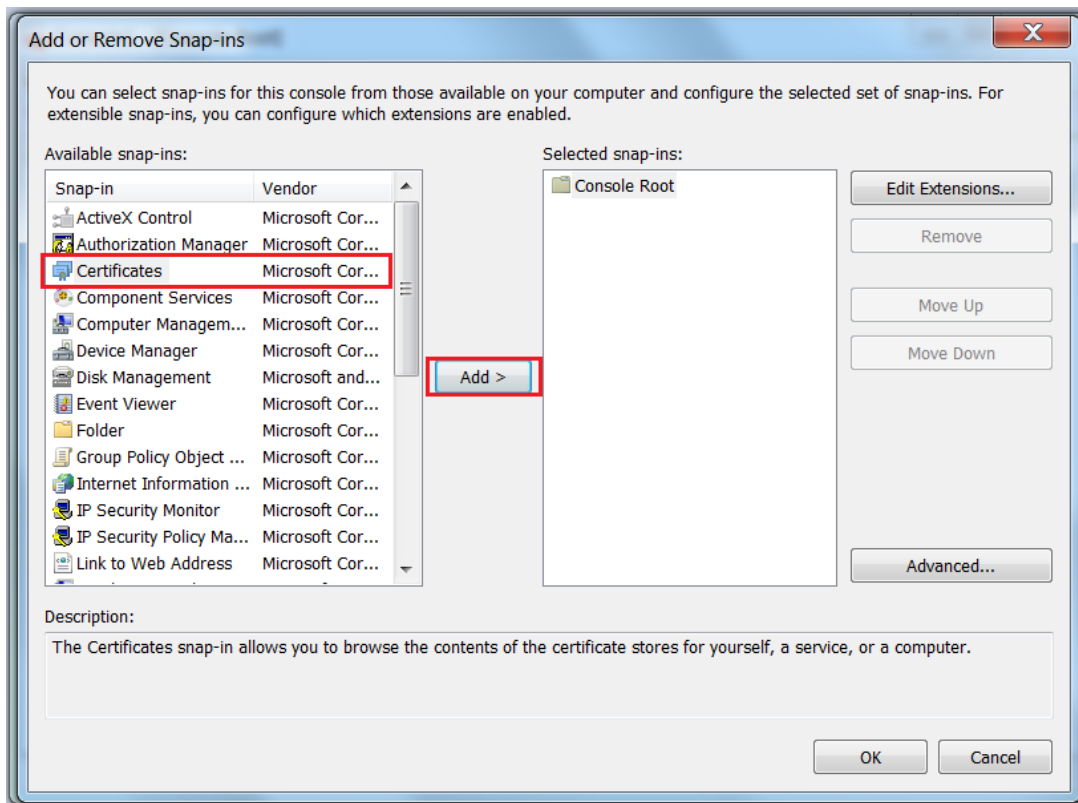 Add or Remove Snap-ins
You can select snap-ins for this console from those available on your computer and configure the selected set of snap-ins. For
extensible snap-ins, you can configure which extensions are enabled.
Available snap-ins:
Snap-in Vendor
ActiveX Control Microsoft Cor...
Authorization Manager Microsoft Cor...
Certificates Microsoft Cor...
Component Services Microsoft Cor...
Computer Managem... Microsoft Cor...
Device Manager Microsoft Cor...
Disk Management Microsoft and...
Event Viewer Microsoft Cor...
Folder Microsoft Cor...
Group Policy Object ... Microsoft Cor...
Internet Information ... Microsoft Cor...
IP Security Monitor Microsoft Cor...
IP Security Policy Ma... Microsoft Cor...
Link to Web Address Microsoft Cor...
Add >
Selected snap-ins:
Console Root
Edit Extensions...
Remove
Move Up
Move Down
Advanced...
Description:
The Certificates snap-in allows you to browse the contents of the certificate stores for yourself, a service, or a computer.
OK Cancel